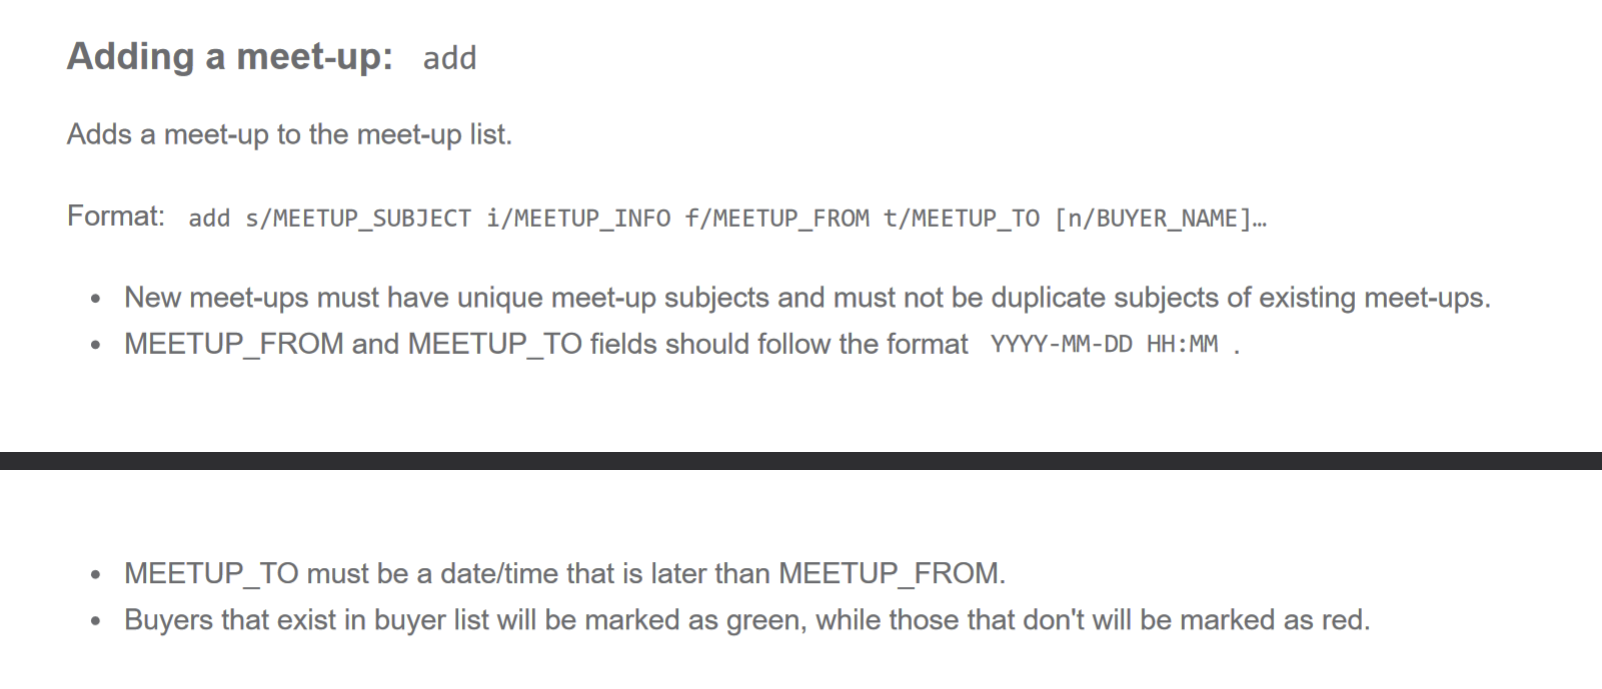 Adding a meet-up: add
Adds a meet-up to the meet-up list.
Format: add s/MEETUP_SUBJECT i/MEETUP_INFO f/MEETUP_FROM t/MEETUP_TO [n/BUYER_NAME]…
• New meet-ups must have unique meet-up subjects and must not be duplicate subjects of existing meet-ups.
• MEETUP_FROM and MEETUP_TO fields should follow the format YYYY-MM-DD HH:MM .
• MEETUP_TO must be a date/time that is later than MEETUP_FROM.
• Buyers that exist in buyer list will be marked as green, while those that don't will be marked as red.